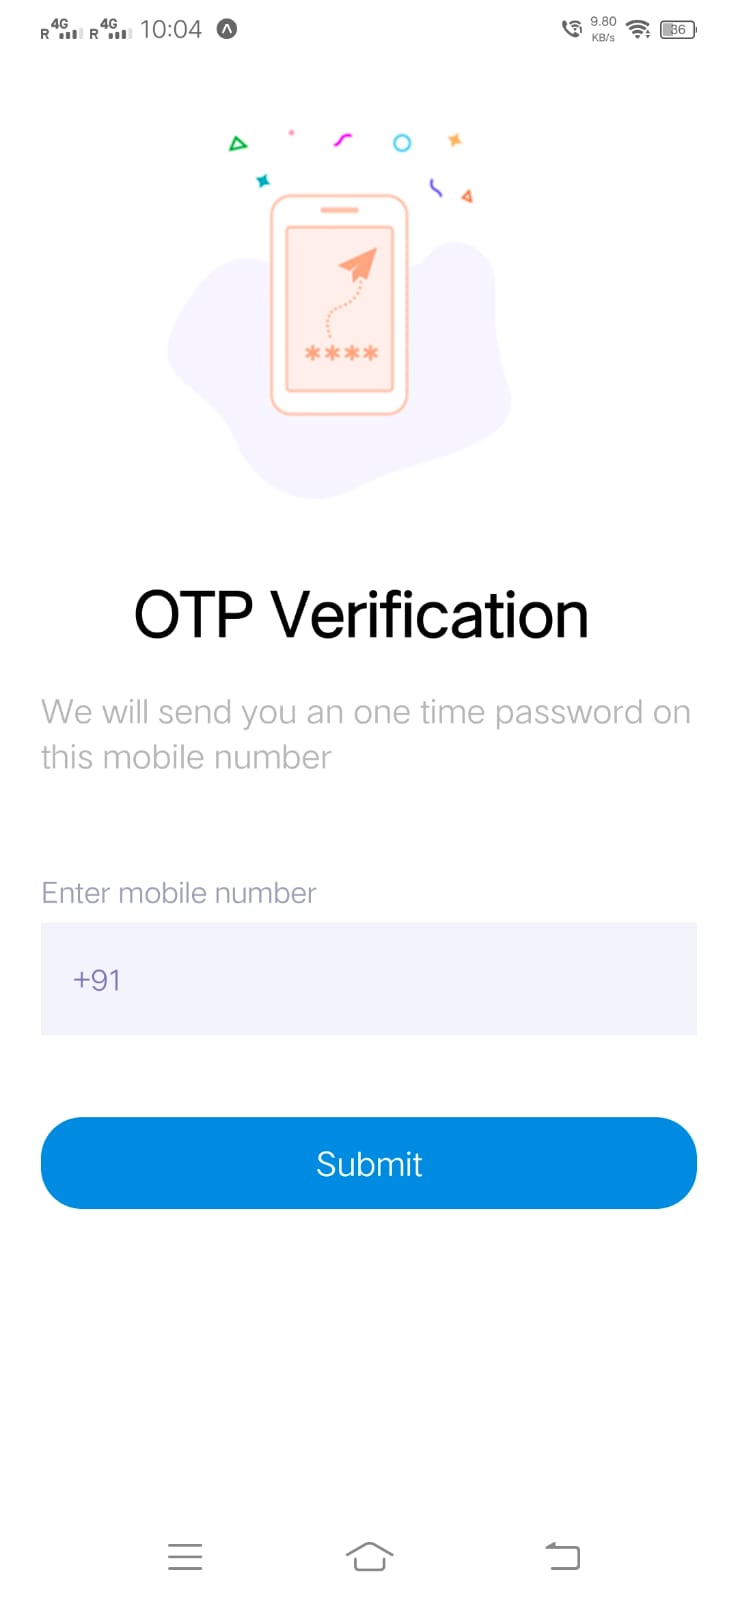 R 4G R 4G 10:04 9.80 KB/s 36
****
OTP Verification
We will send you an one time password on
this mobile number
Enter mobile number
+91
Submit